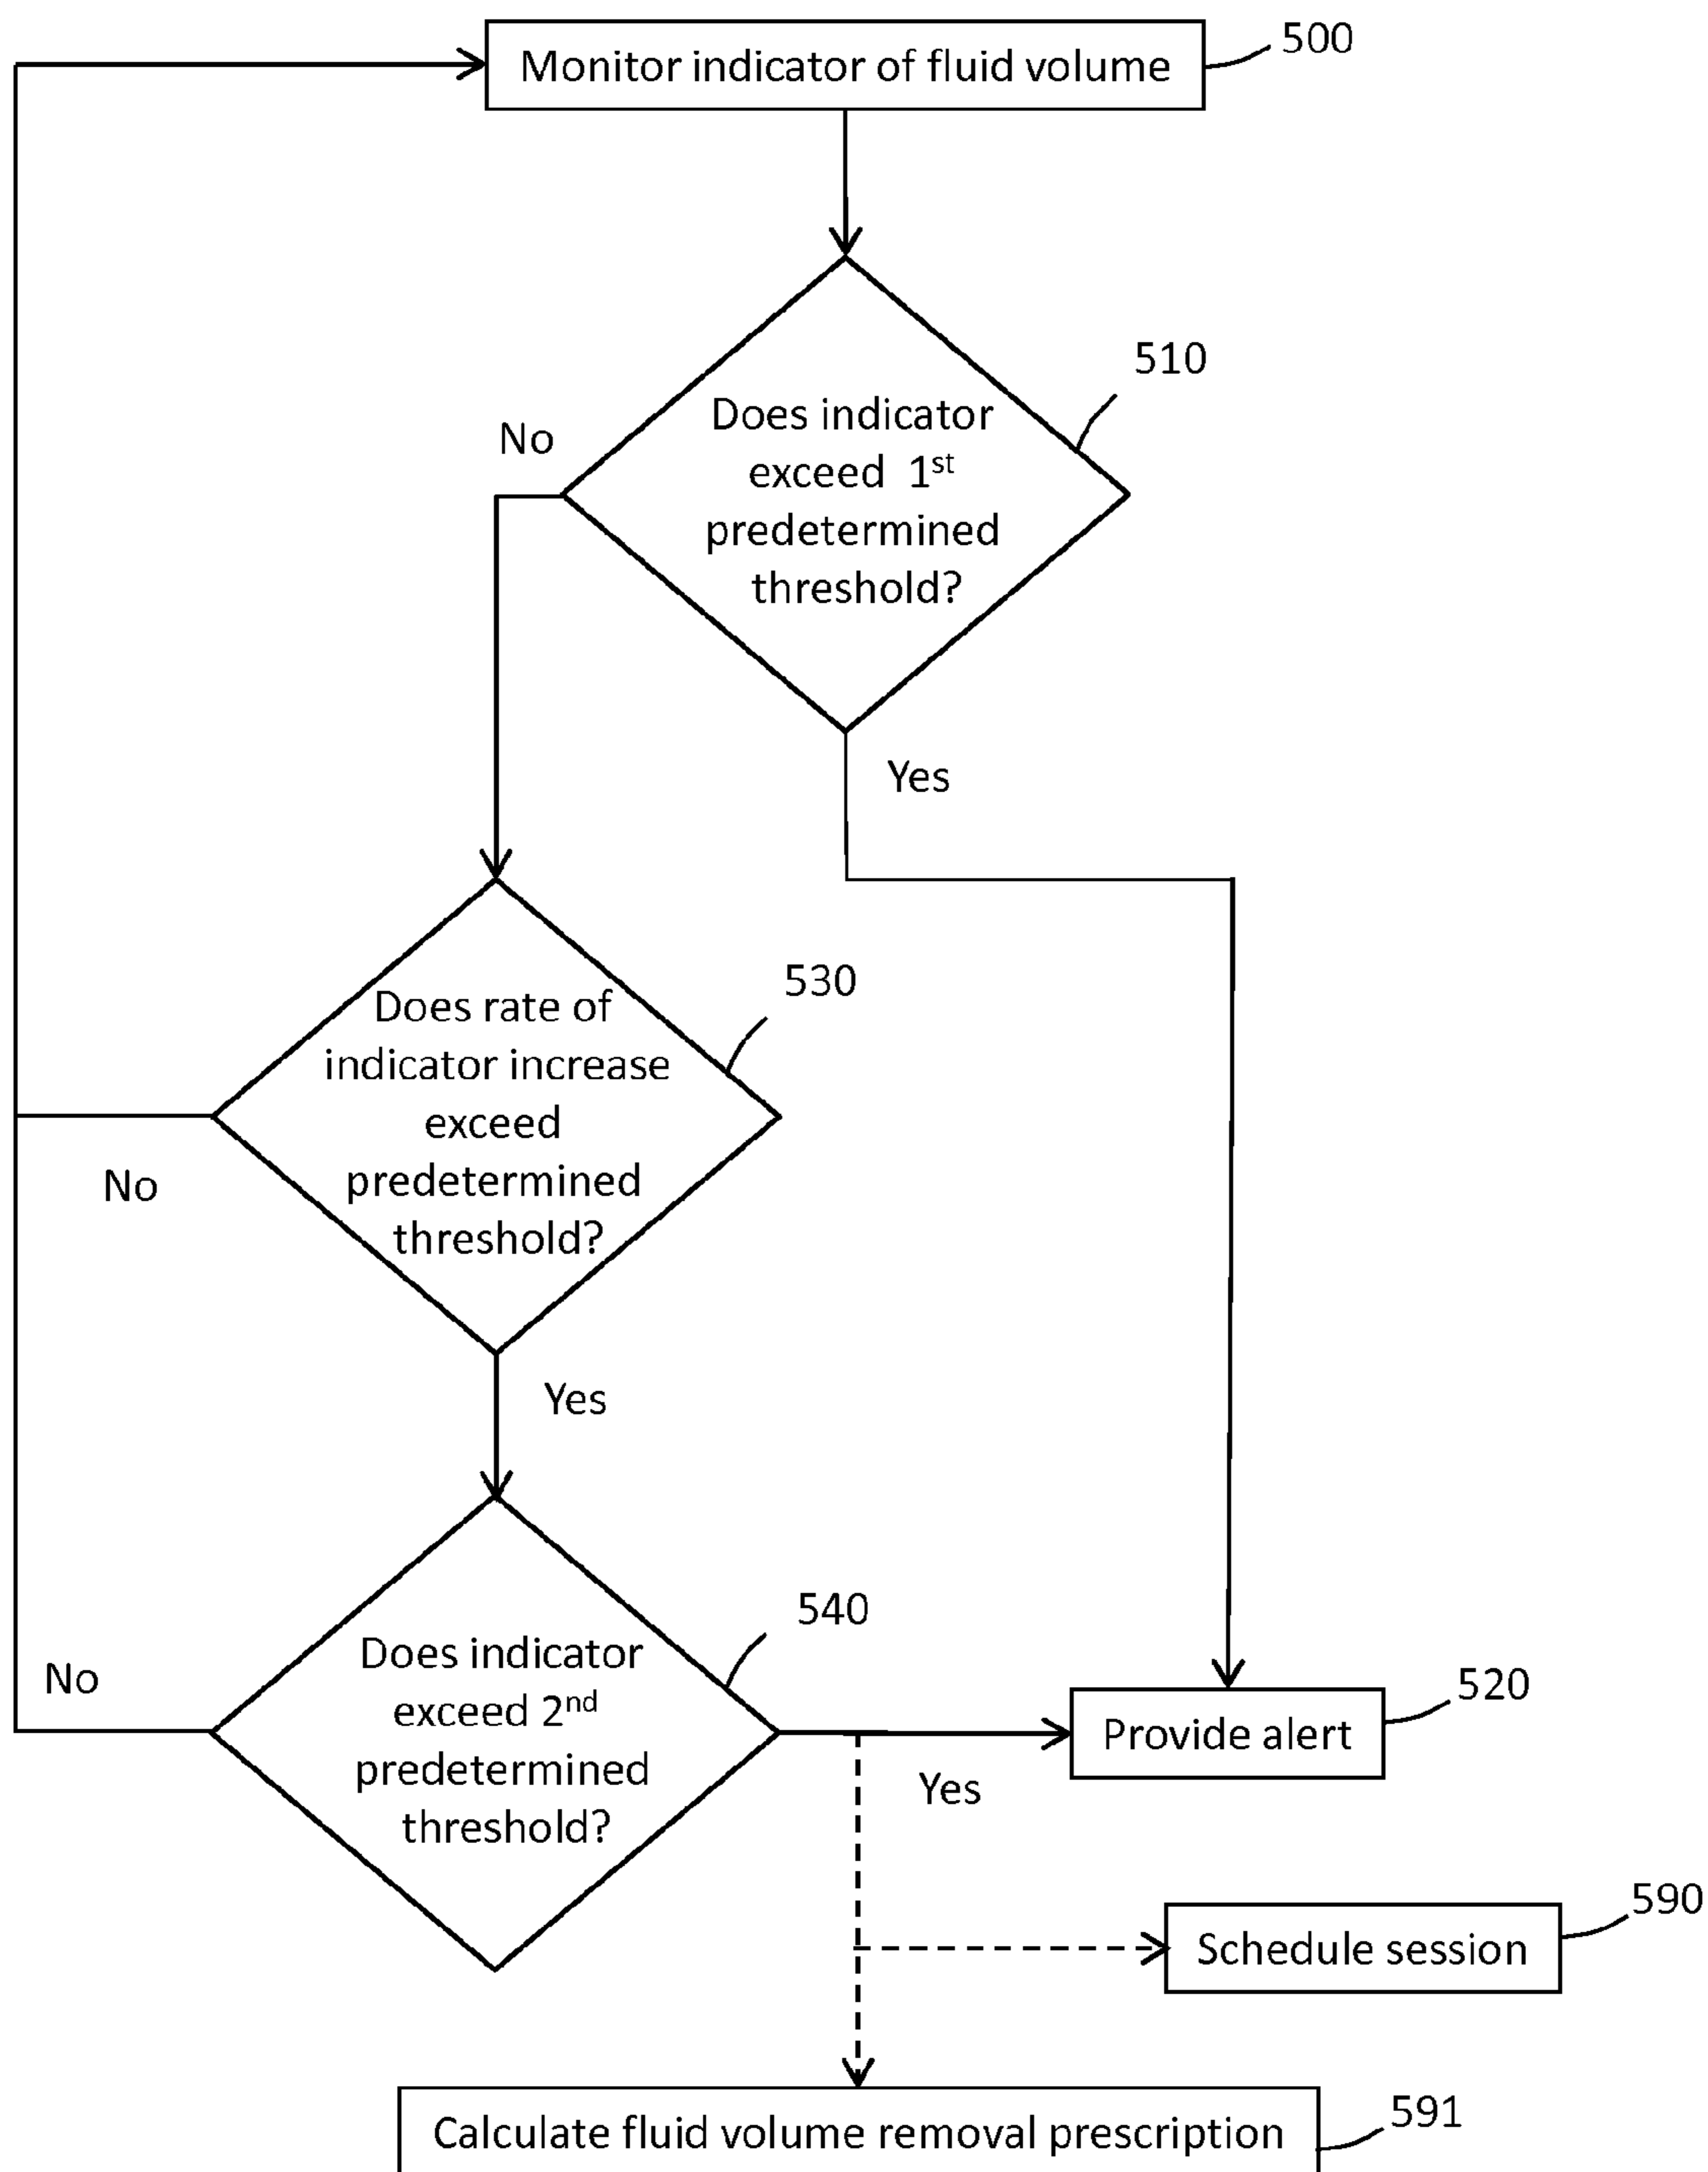 Monitor indicator of fluid volume
500
Does indicator
exceed 1st
predetermined
threshold?
510
No
Yes
Does rate of
indicator increase
exceed
predetermined
threshold?
530
No
Yes
Does indicator
exceed 2nd
predetermined
threshold?
540
No
Yes
Provide alert
520
Schedule session
590
Calculate fluid volume removal prescription
591